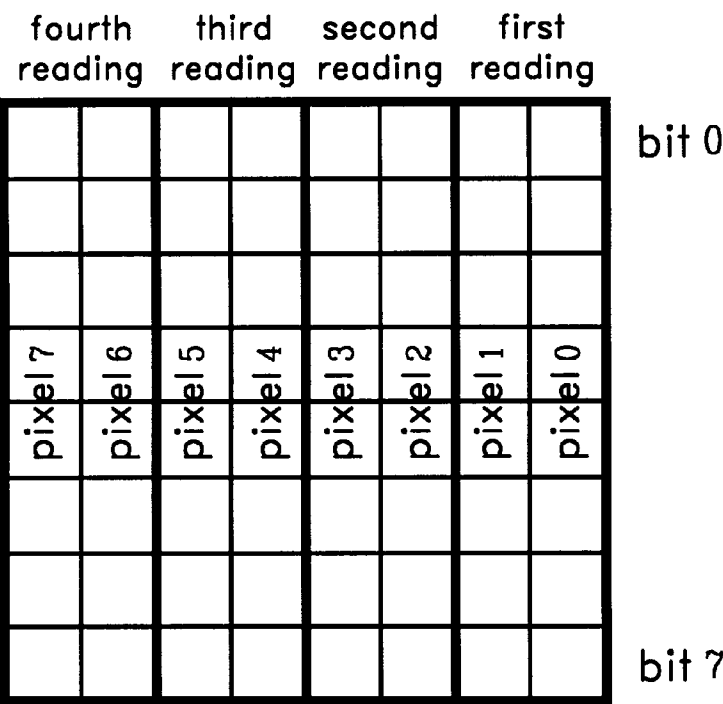 fourth reading
third reading
second reading
first reading
bit 0
pixel 7
pixel 6
pixel 5
pixel 4
pixel 3
pixel 2
pixel 1
pixel 0
bit 7